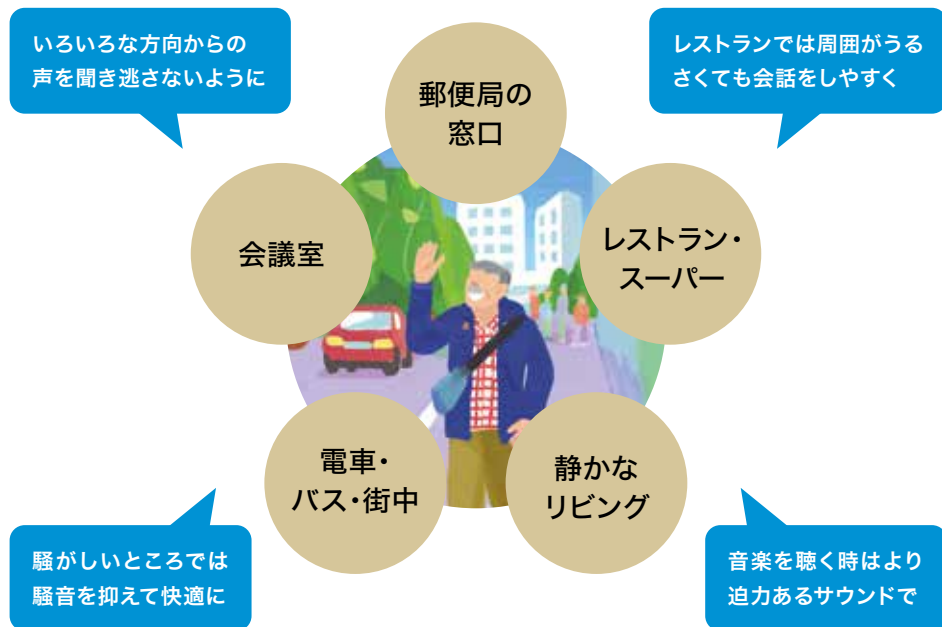 いろいろな方向からの
声を聞き逃さないように
郵便局の
窓口
レストランでは周囲がうる
さくても会話をしやすく
会議室
レストラン・
スーパー
電車・
バス・街中
静かな
リビング
騒がしいところでは
騒音を抑えて快適に
音楽を聴く時はより
迫力あるサウンドで